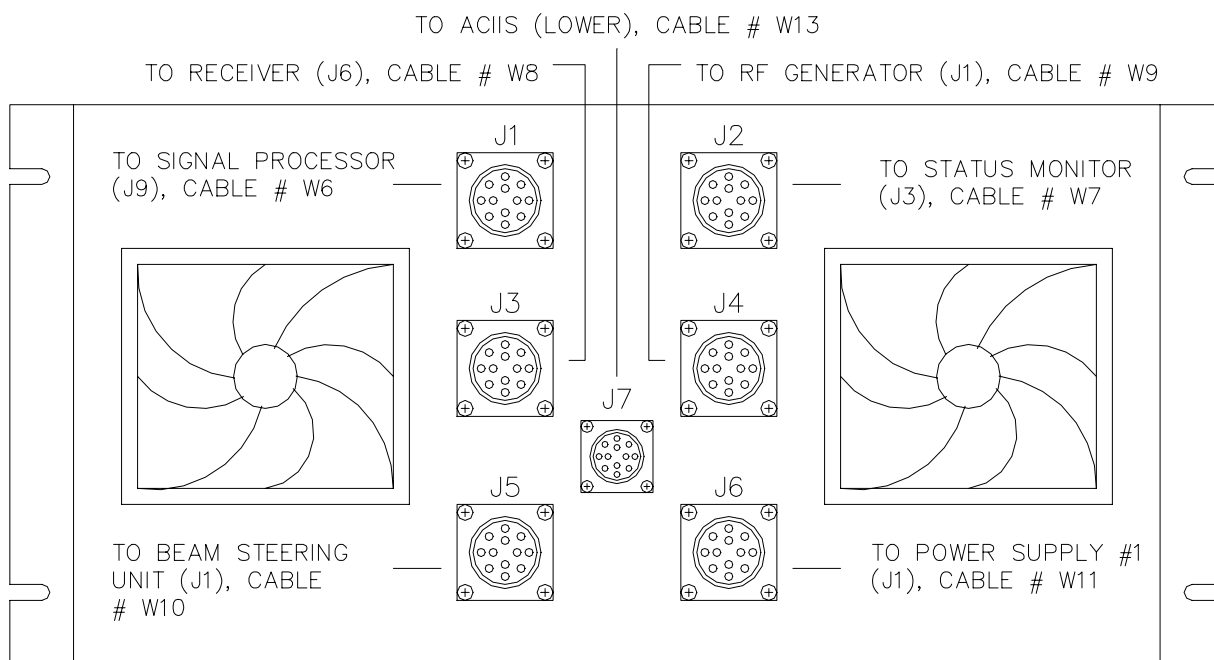 TO ACIIS (LOWER), CABLE # W13
TO RECEIVER (J6), CABLE # W8
TO RF GENERATOR (J1), CABLE # W9
J1
J2
TO SIGNAL PROCESSOR
(J9), CABLE # W6
TO STATUS MONITOR
(J3), CABLE # W7
J3
J4
J7
J5
J6
TO BEAM STEERING
UNIT (J1), CABLE
# W10
TO POWER SUPPLY #1
(J1), CABLE # W11